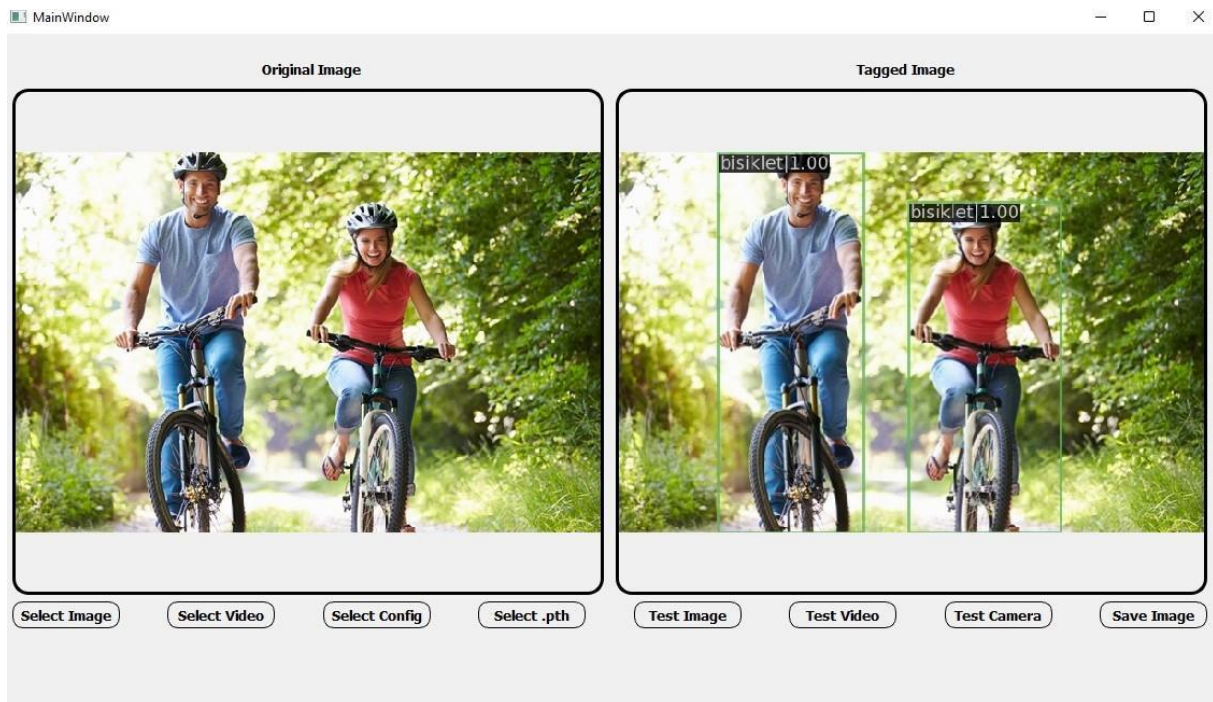 MainWindow
Original Image
Tagged Image
bisiklet|1.00
bisiklet|1.00
Select Image
Select Video
Select Config
Select .pth
Test Image
Test Video
Test Camera
Save Image